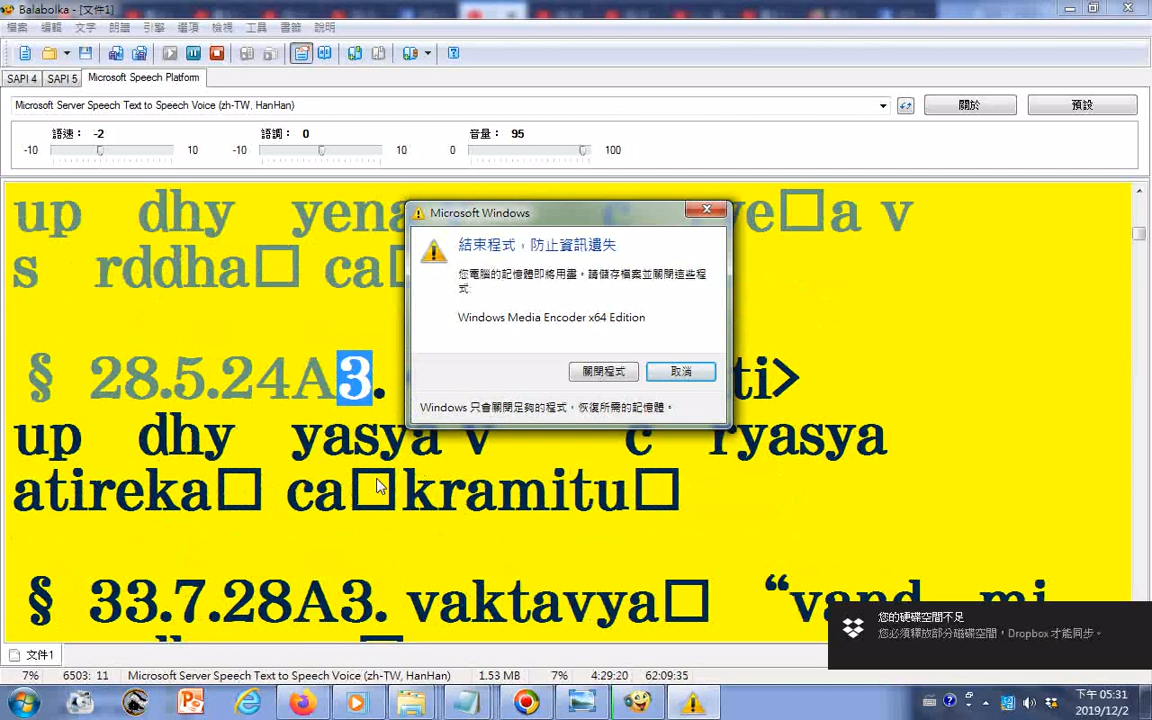 Balabolka - [文件1]
檔案 編輯 文字 朗讀 引擎 選項 檢視 工具 書籤 說明
SAPI 4 SAPI 5 Microsoft Speech Platform
Microsoft Server Speech Text to Speech Voice (zh-TW, HanHan) 關於 預設
語速： -2 語調： 0 音量： 95
-10 10 -10 10 0 100
up dhy yena c ye□a v
s rddha□ ca
§ 28.5.24A3. ti>
up dhy yasya v c ryasya
atireka□ ca□kramitu□
§ 33.7.28A3. vaktavya□ “vand mi
Microsoft Windows
結束程式，防止資訊遺失
您電腦的記憶體即將用盡。請儲存檔案並關閉這些程
式:
Windows Media Encoder x64 Edition
關閉程式 取消
Windows 只會關閉足夠的程式，恢復所需的記憶體。
您的硬碟空間不足
您必須釋放部分磁碟空間，Dropbox 才能同步。
文件1
7% 6503: 11 Microsoft Server Speech Text to Speech Voice (zh-TW, HanHan) 1.53 MB 7% 4:29:20 62:09:35
下午 05:31
2019/12/2